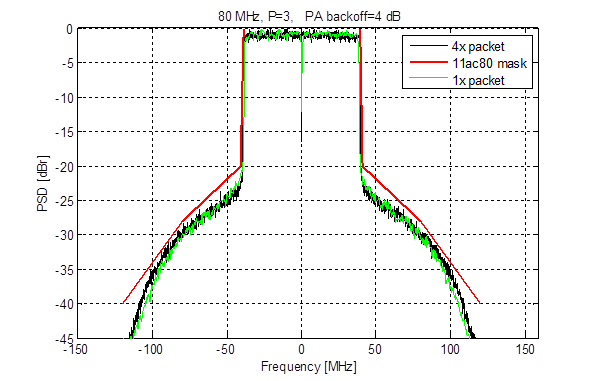 80 MHz, P=3, PA backoff=4 dB
4x packet
11ac80 mask
1x packet
PSD [dBr]
0
-5
-10
-15
-20
-25
-30
-35
-40
-45
-150
-100
-50
0
50
100
150
Frequency [MHz]